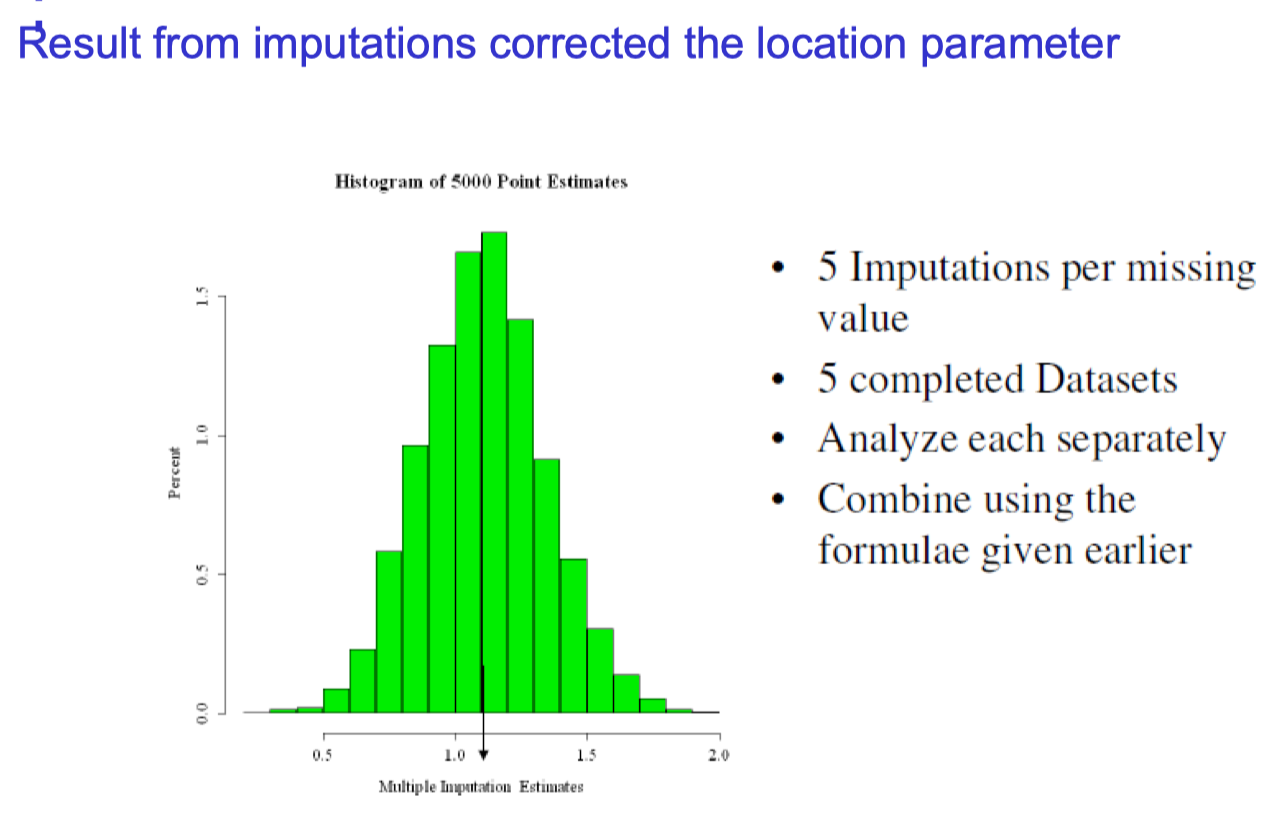 Result from imputations corrected the location parameter
Histogram of 5000 Point Estimates
Percent
1.5
1.0
0.5
0.0
0.5 1.0 1.5 2.0
Multiple Imputation Estimates
• 5 Imputations per missing
value
• 5 completed Datasets
• Analyze each separately
• Combine using the
formulae given earlier